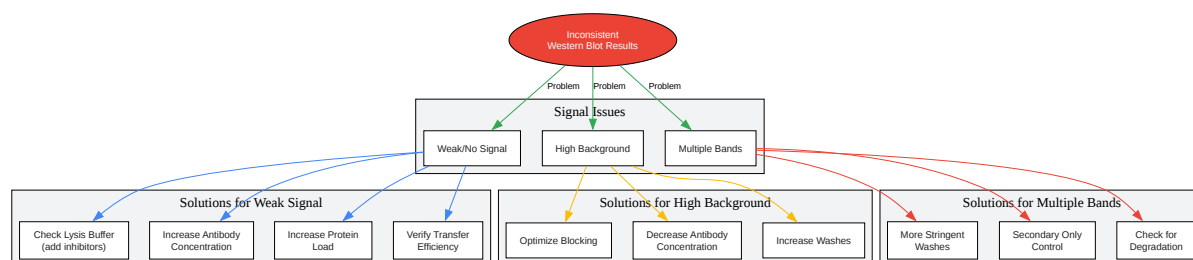 Inconsistent
Western Blot Results
Problem
Problem
Problem
Signal Issues
Weak/No Signal
High Background
Multiple Bands
Solutions for Weak Signal
Solutions for High Background
Solutions for Multiple Bands
Check Lysis Buffer
(add inhibitors)
Increase Antibody
Concentration
Increase Protein
Load
Verify Transfer
Efficiency
Optimize Blocking
Decrease Antibody
Concentration
Increase Washes
More Stringent
Washes
Secondary Only
Control
Check for
Degradation